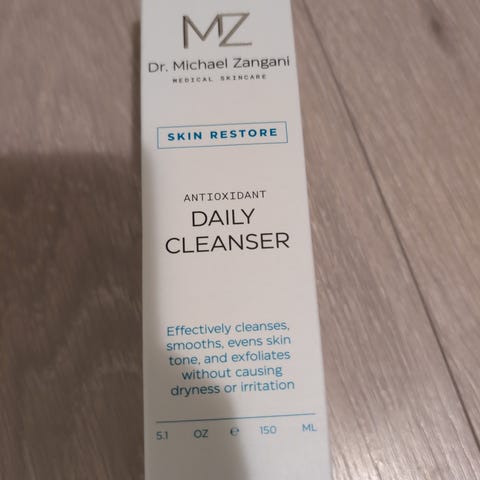 MZ
Dr. Michael Zangani
MEDICAL SKINCARE
SKIN RESTORE
ANTIOXIDANT
DAILY
CLEANSER
Effectively cleanses,
smooths, evens skin
tone, and exfoliates
without causing
dryness or irritation
5.1 OZ ℮ 150 ML